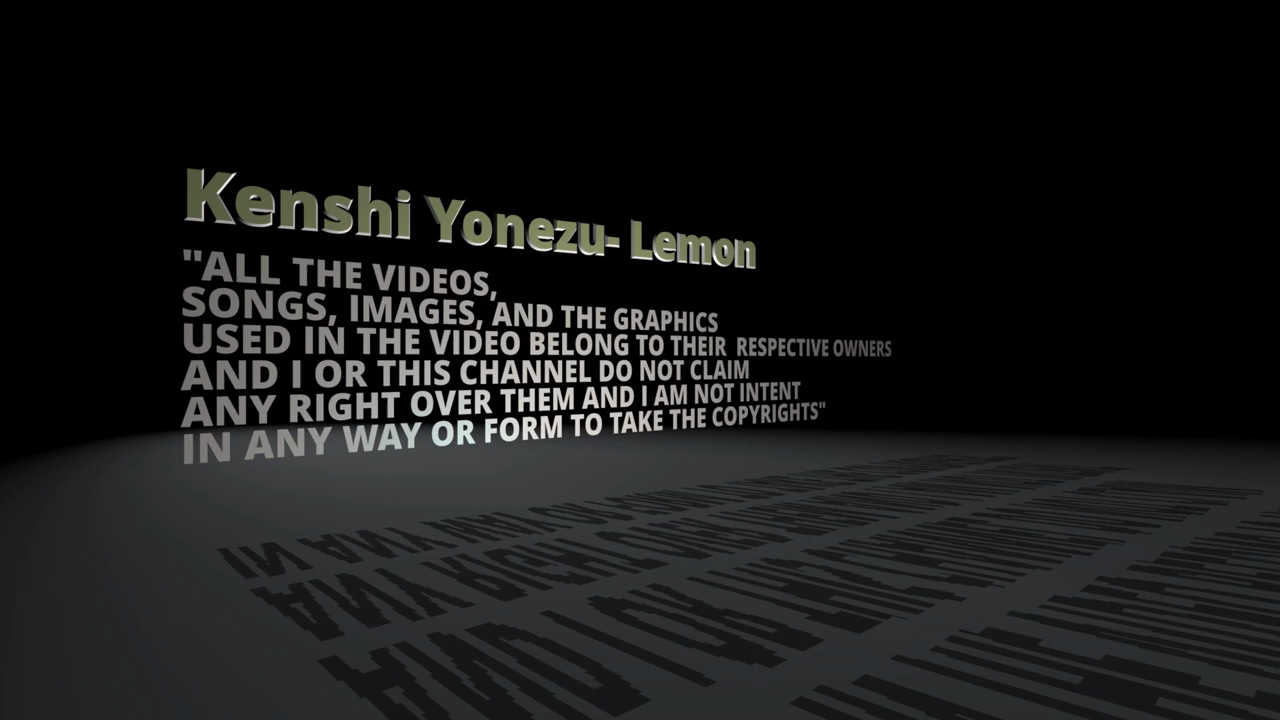 Kenshi Yonezu- Lemon
"ALL THE VIDEOS,
SONGS, IMAGES, AND THE GRAPHICS
USED IN THE VIDEO BELONG TO THEIR RESPECTIVE OWNERS
AND I OR THIS CHANNEL DO NOT CLAIM
ANY RIGHT OVER THEM AND I AM NOT INTENT
IN ANY WAY OR FORM TO TAKE THE COPYRIGHTS"